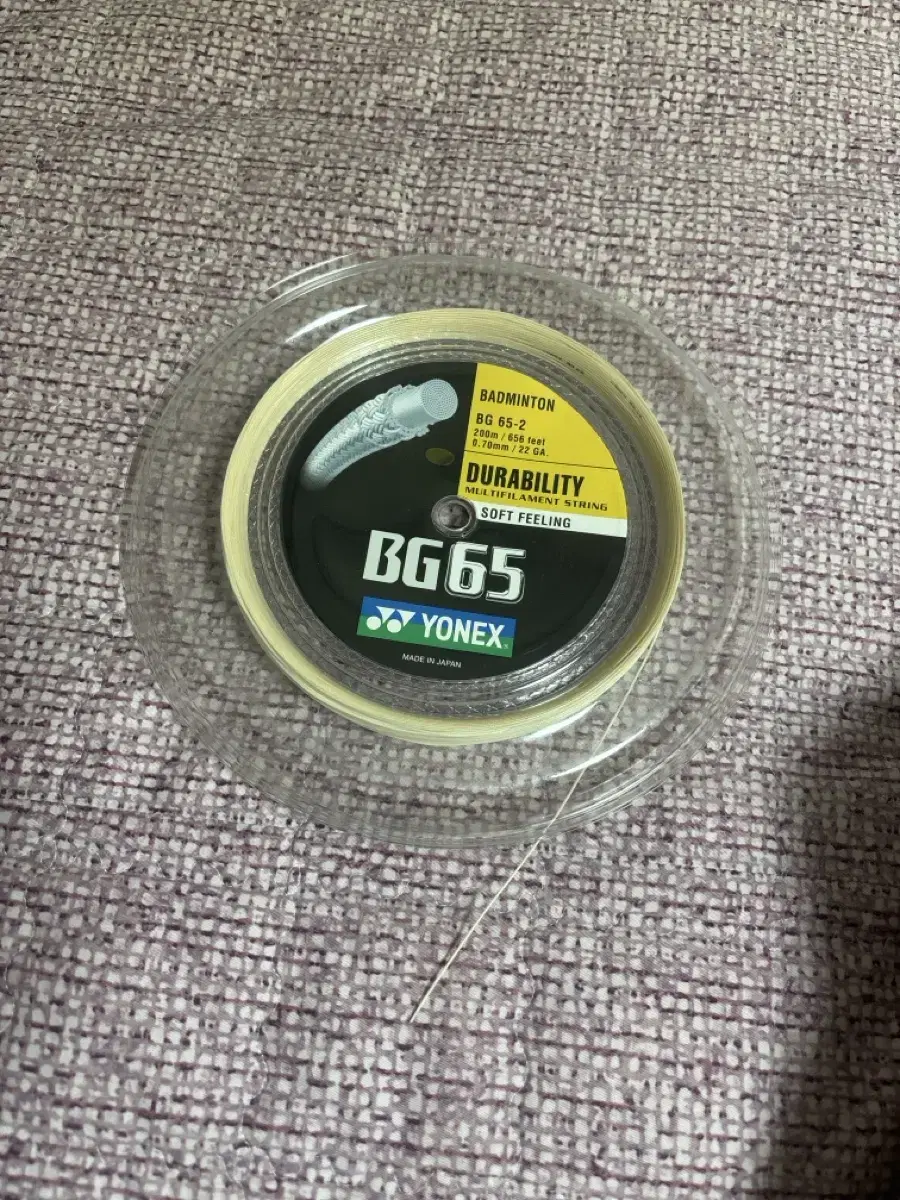 BADMINTON
BG 65-2
200m / 656 feet
0.70mm / 22 GA.
DURABILITY
MULTIFILAMENT STRING
SOFT FEELING
BG65
YONEX
MADE IN JAPAN